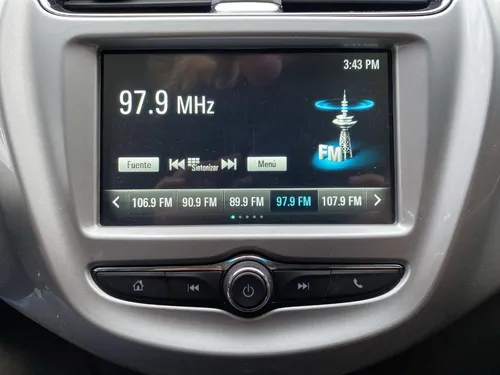 3:43 PM
97.9 MHz
FM
Fuente
Sintonizar
Menú
106.9 FM 90.9 FM 89.9 FM 97.9 FM 107.9 FM